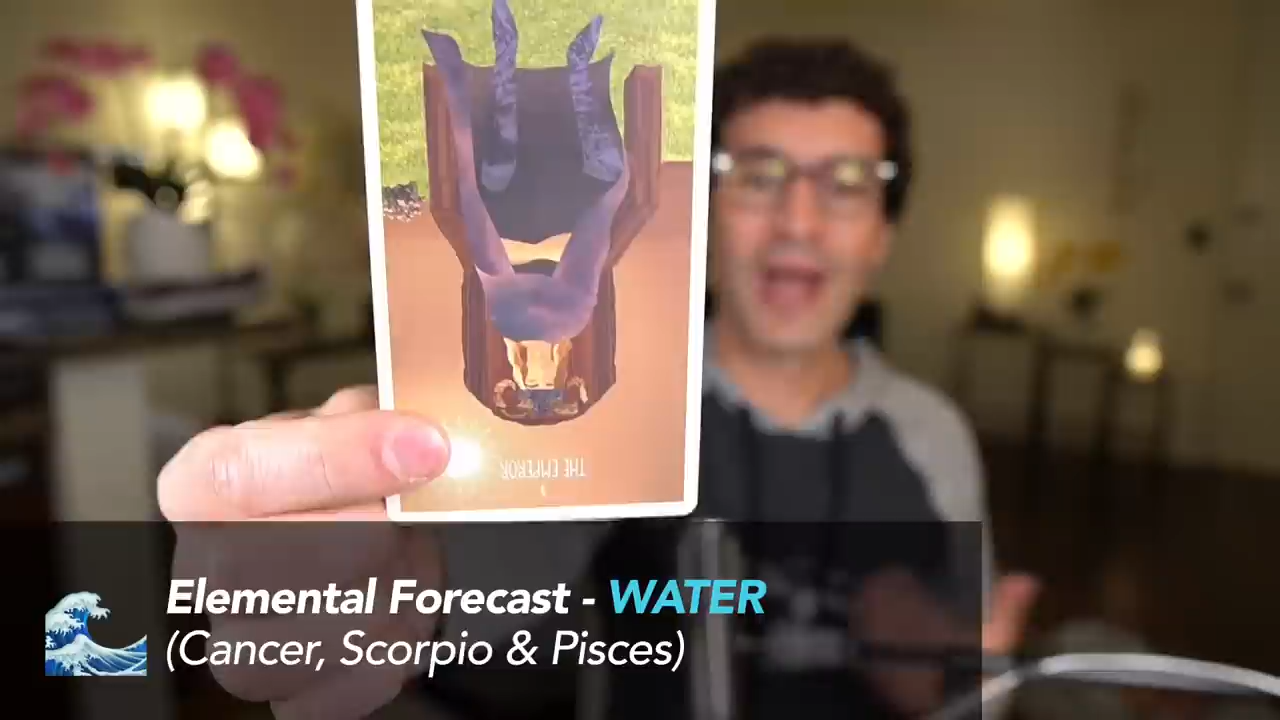 THE EMPEROR
Elemental Forecast - WATER
(Cancer, Scorpio & Pisces)